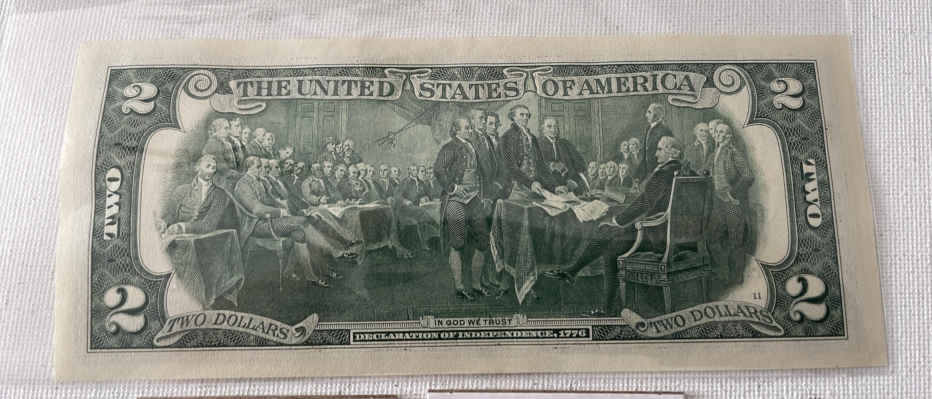 2 THE UNITED STATES OF AMERICA 2
TWO
TWO
11
2
2
TWO DOLLARS
TWO DOLLARS
IN GOD WE TRUST
DECLARATION OF INDEPENDENCE, 1776